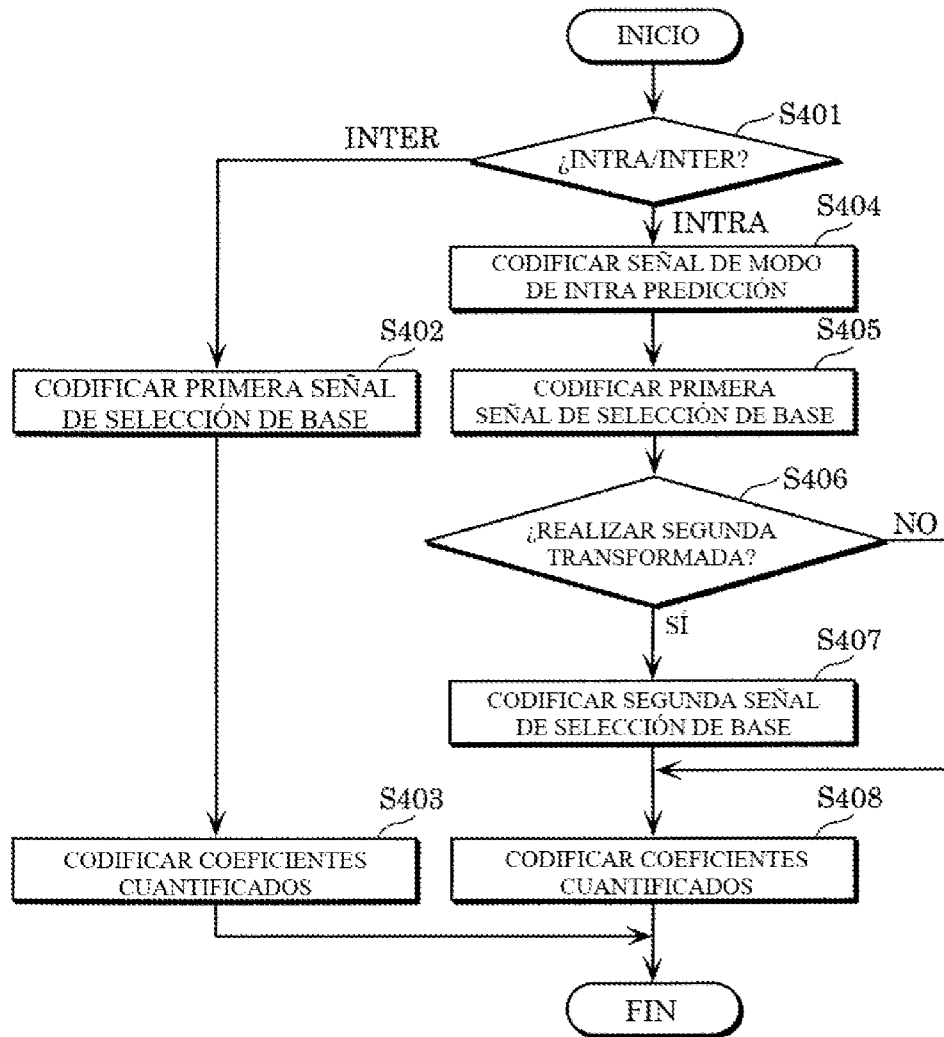 INICIO
S401
INTER
¿INTRA/INTER?
INTRA
S404
CODIFICAR SEÑAL DE MODO
DE INTRA PREDICCIÓN
S402
CODIFICAR PRIMERA SEÑAL
DE SELECCIÓN DE BASE
S405
CODIFICAR PRIMERA
SEÑAL DE SELECCIÓN DE BASE
S406
¿REALIZAR SEGUNDA
TRANSFORMADA?
NO
SÍ
S407
CODIFICAR SEGUNDA SEÑAL
DE SELECCIÓN DE BASE
S403
CODIFICAR COEFICIENTES
CUANTIFICADOS
S408
CODIFICAR COEFICIENTES
CUANTIFICADOS
FIN